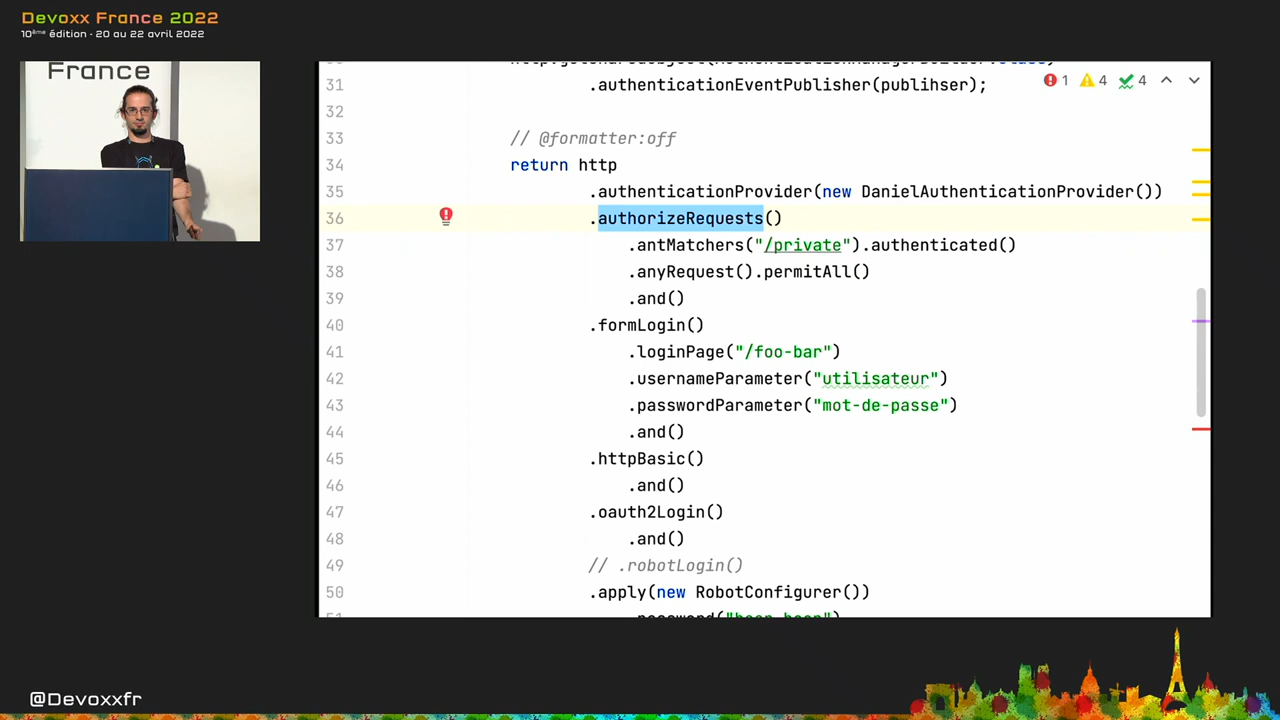 Devoxx France 2022
10ème édition - 20 au 22 avril 2022
France
1 4 4
31 .authenticationEventPublisher(publihser);
32
33 // @formatter:off
34 return http
35 .authenticationProvider(new DanielAuthenticationProvider())
36 .authorizeRequests()
37 .antMatchers("/private").authenticated()
38 .anyRequest().permitAll()
39 .and()
40 .formLogin()
41 .loginPage("/foo-bar")
42 .usernameParameter("utilisateur")
43 .passwordParameter("mot-de-passe")
44 .and()
45 .httpBasic()
46 .and()
47 .oauth2Login()
48 .and()
49 // .robotLogin()
50 .apply(new RobotConfigurer())
@Devoxxfr